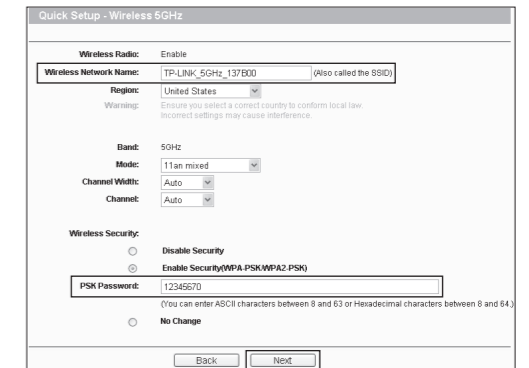 Quick Setup - Wireless 5GHz
Wireless Radio: Enable
Wireless Network Name: TP-LINK_5GHz_137B00 (Also called the SSID)
Region: United States
Warning: Ensure you select a correct country to conform local law.
Incorrect settings may cause interference.
Band: 5GHz
Mode: 11an mixed
Channel Width: Auto
Channel: Auto
Wireless Security:
Disable Security
Enable Security(WPA-PSK/WPA2-PSK)
PSK Password: 12345670
(You can enter ASCII characters between 8 and 63 or Hexadecimal characters between 8 and 64.)
No Change
Back Next